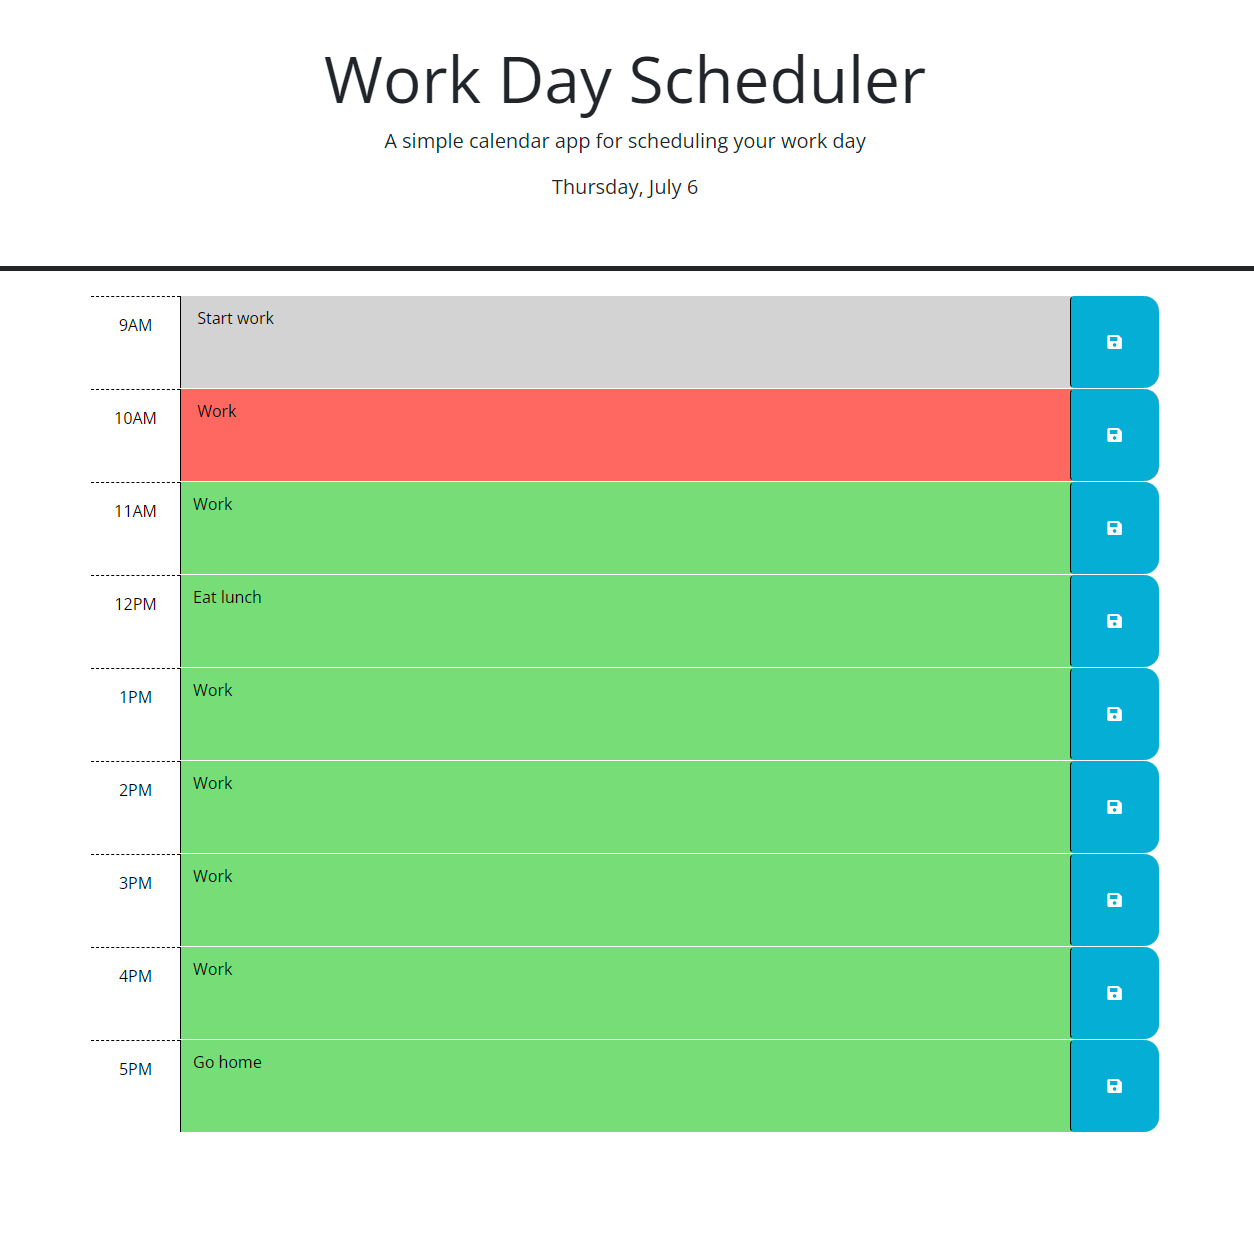 Work Day Scheduler
A simple calendar app for scheduling your work day
Thursday, July 6
9AM Start work
10AM Work
11AM Work
12PM Eat lunch
1PM Work
2PM Work
3PM Work
4PM Work
5PM Go home